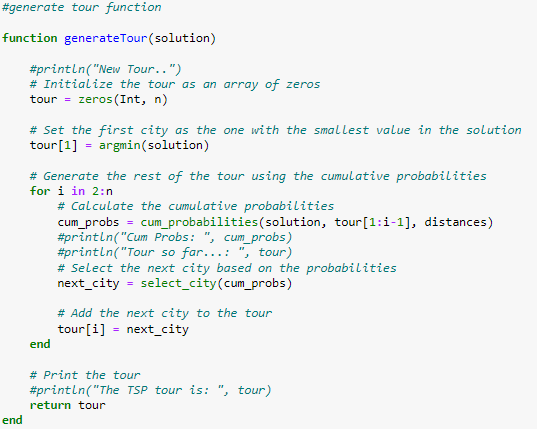 #generate tour function
function generateTour(solution)
#println("New Tour..")
# Initialize the tour as an array of zeros
tour = zeros(Int, n)
# Set the first city as the one with the smallest value in the solution
tour[1] = argmin(solution)
# Generate the rest of the tour using the cumulative probabilities
for i in 2:n
# Calculate the cumulative probabilities
cum_probs = cum_probabilities(solution, tour[1:i-1], distances)
#println("Cum Probs: ", cum_probs)
#println("Tour so far...: ", tour)
# Select the next city based on the probabilities
next_city = select_city(cum_probs)
# Add the next city to the tour
tour[i] = next_city
end
# Print the tour
#println("The TSP tour is: ", tour)
return tour
end